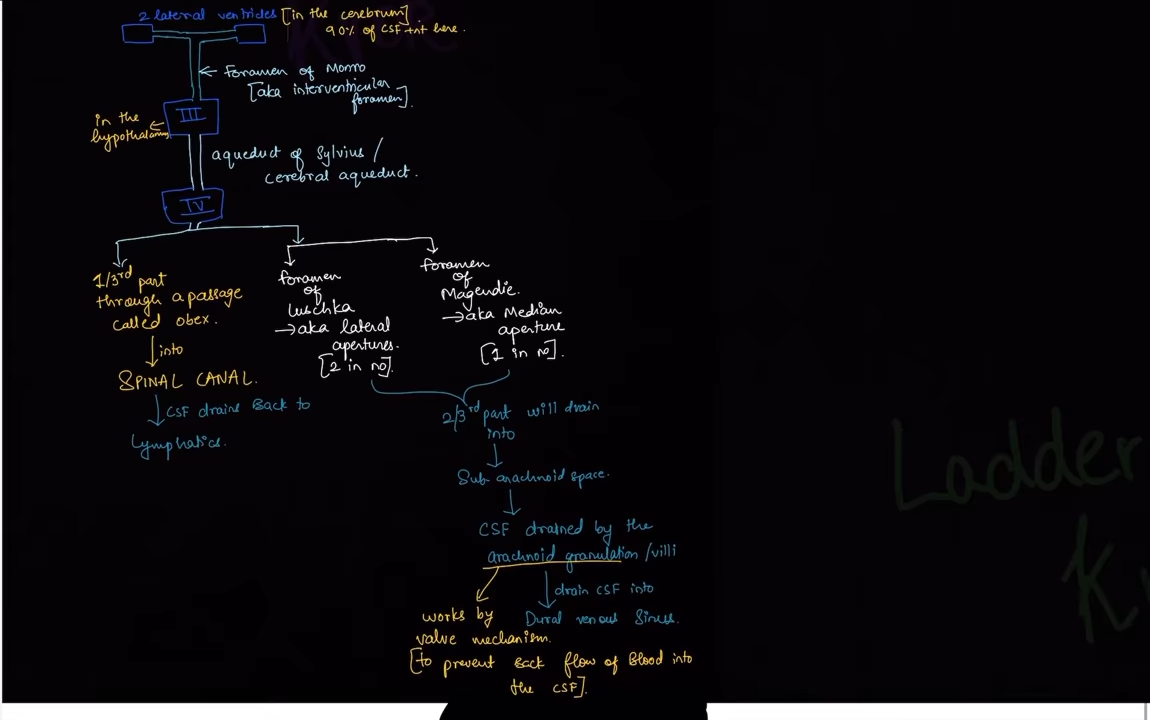 2 lateral ventricles [in the cerebrum]
90% of CSF +nt here.
Foramen of Monro
[aka interventricular
foramen].
III
in the
hypothalamus
aqueduct of Sylvius /
cerebral aqueduct.
IV
1/3rd part
through a passage
called obex.
into
SPINAL CANAL.
CSF drains Back to
Lymphatics.
foramen
of
Luschka
→aka lateral
apertures.
[2 in no].
foramen
of
Magendie.
→aka Median
aperture
[1 in no].
2/3rd part will drain
into
Sub arachnoid space.
CSF drained by the
arachnoid granulation /villi
drain CSF into
Dural venous Sinus.
works by
valve mechanism.
[to prevent back flow of Blood into
the CSF].
Ladder